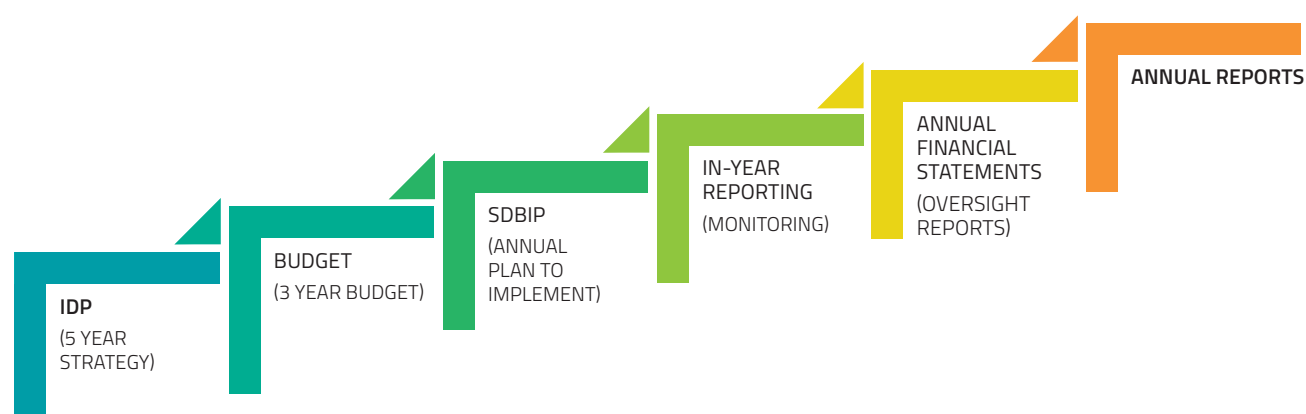 IDP
(5 YEAR
STRATEGY)
BUDGET
(3 YEAR BUDGET)
SDBIP
(ANNUAL
PLAN TO
IMPLEMENT)
IN-YEAR
REPORTING
(MONITORING)
ANNUAL
FINANCIAL
STATEMENTS
(OVERSIGHT
REPORTS)
ANNUAL REPORTS